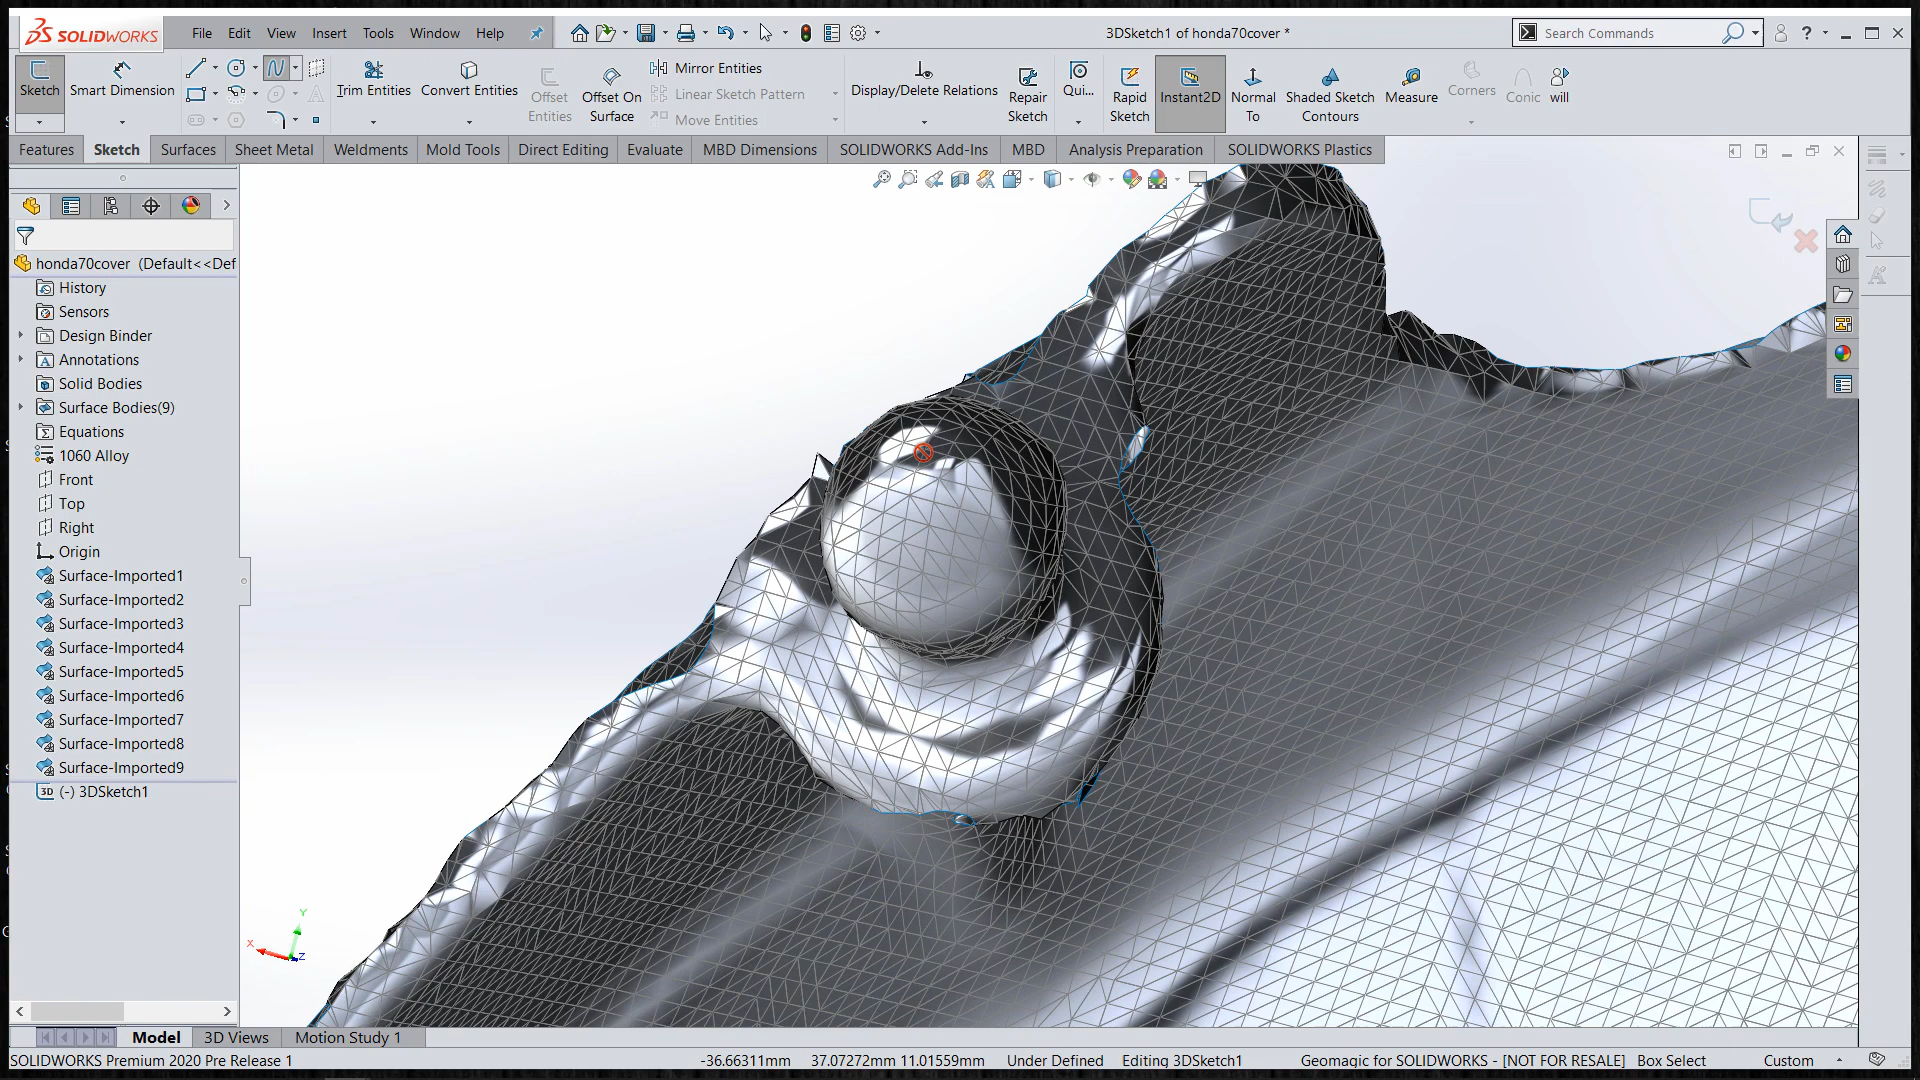 SOLIDWORKS File Edit View Insert Tools Window Help 3DSketch1 of honda70cover * Search Commands ?
Sketch Smart Dimension Trim Entities Convert Entities Offset Entities Offset On Surface Mirror Entities Linear Sketch Pattern Move Entities Display/Delete Relations Repair Sketch Qui... Rapid Sketch Instant2D Normal To Shaded Sketch Contours Measure Corners Conic will
Features Sketch Surfaces Sheet Metal Weldments Mold Tools Direct Editing Evaluate MBD Dimensions SOLIDWORKS Add-Ins MBD Analysis Preparation SOLIDWORKS Plastics
honda70cover (Default<<Def
History
Sensors
Design Binder
Annotations
Solid Bodies
Surface Bodies(9)
Equations
1060 Alloy
Front
Top
Right
Origin
Surface-Imported1
Surface-Imported2
Surface-Imported3
Surface-Imported4
Surface-Imported5
Surface-Imported6
Surface-Imported7
Surface-Imported8
Surface-Imported9
3D (-) 3DSketch1
Y
X
Z
Model 3D Views Motion Study 1
SOLIDWORKS Premium 2020 Pre Release 1 -36.66311mm 37.07272mm 11.01559mm Under Defined Editing 3DSketch1 Geomagic for SOLIDWORKS - [NOT FOR RESALE] Box Select Custom